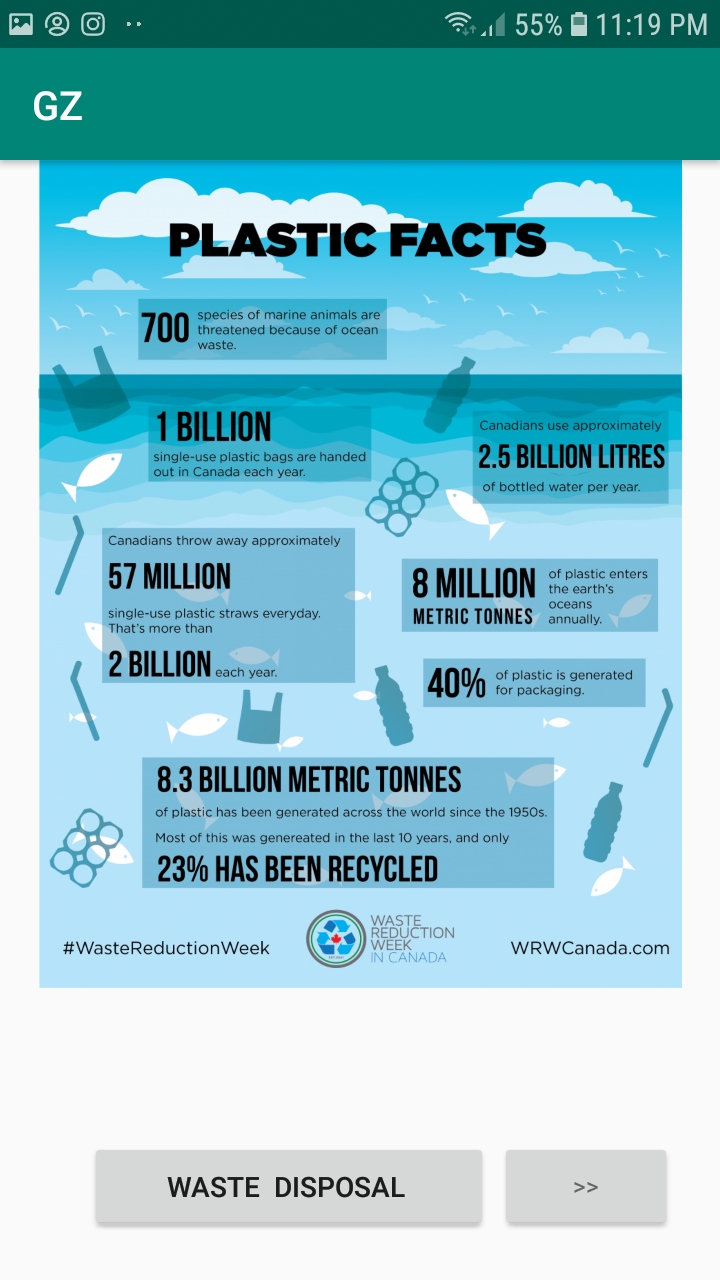 55% 11:19 PM
GZ
PLASTIC FACTS
700
species of marine animals are
threatened because of ocean
waste.
1 BILLION
single-use plastic bags are handed
out in Canada each year.
Canadians use approximately
2.5 BILLION LITRES
of bottled water per year.
Canadians throw away approximately
57 MILLION
single-use plastic straws everyday.
That's more than
2 BILLION each year.
8 MILLION
METRIC TONNES
of plastic enters
the earth's
oceans
annually.
40%
of plastic is generated
for packaging.
8.3 BILLION METRIC TONNES
of plastic has been generated across the world since the 1950s.
Most of this was genereated in the last 10 years, and only
23% HAS BEEN RECYCLED
#WasteReductionWeek
WASTE
REDUCTION
WEEK
IN CANADA
WRWCanada.com
WASTE DISPOSAL
>>